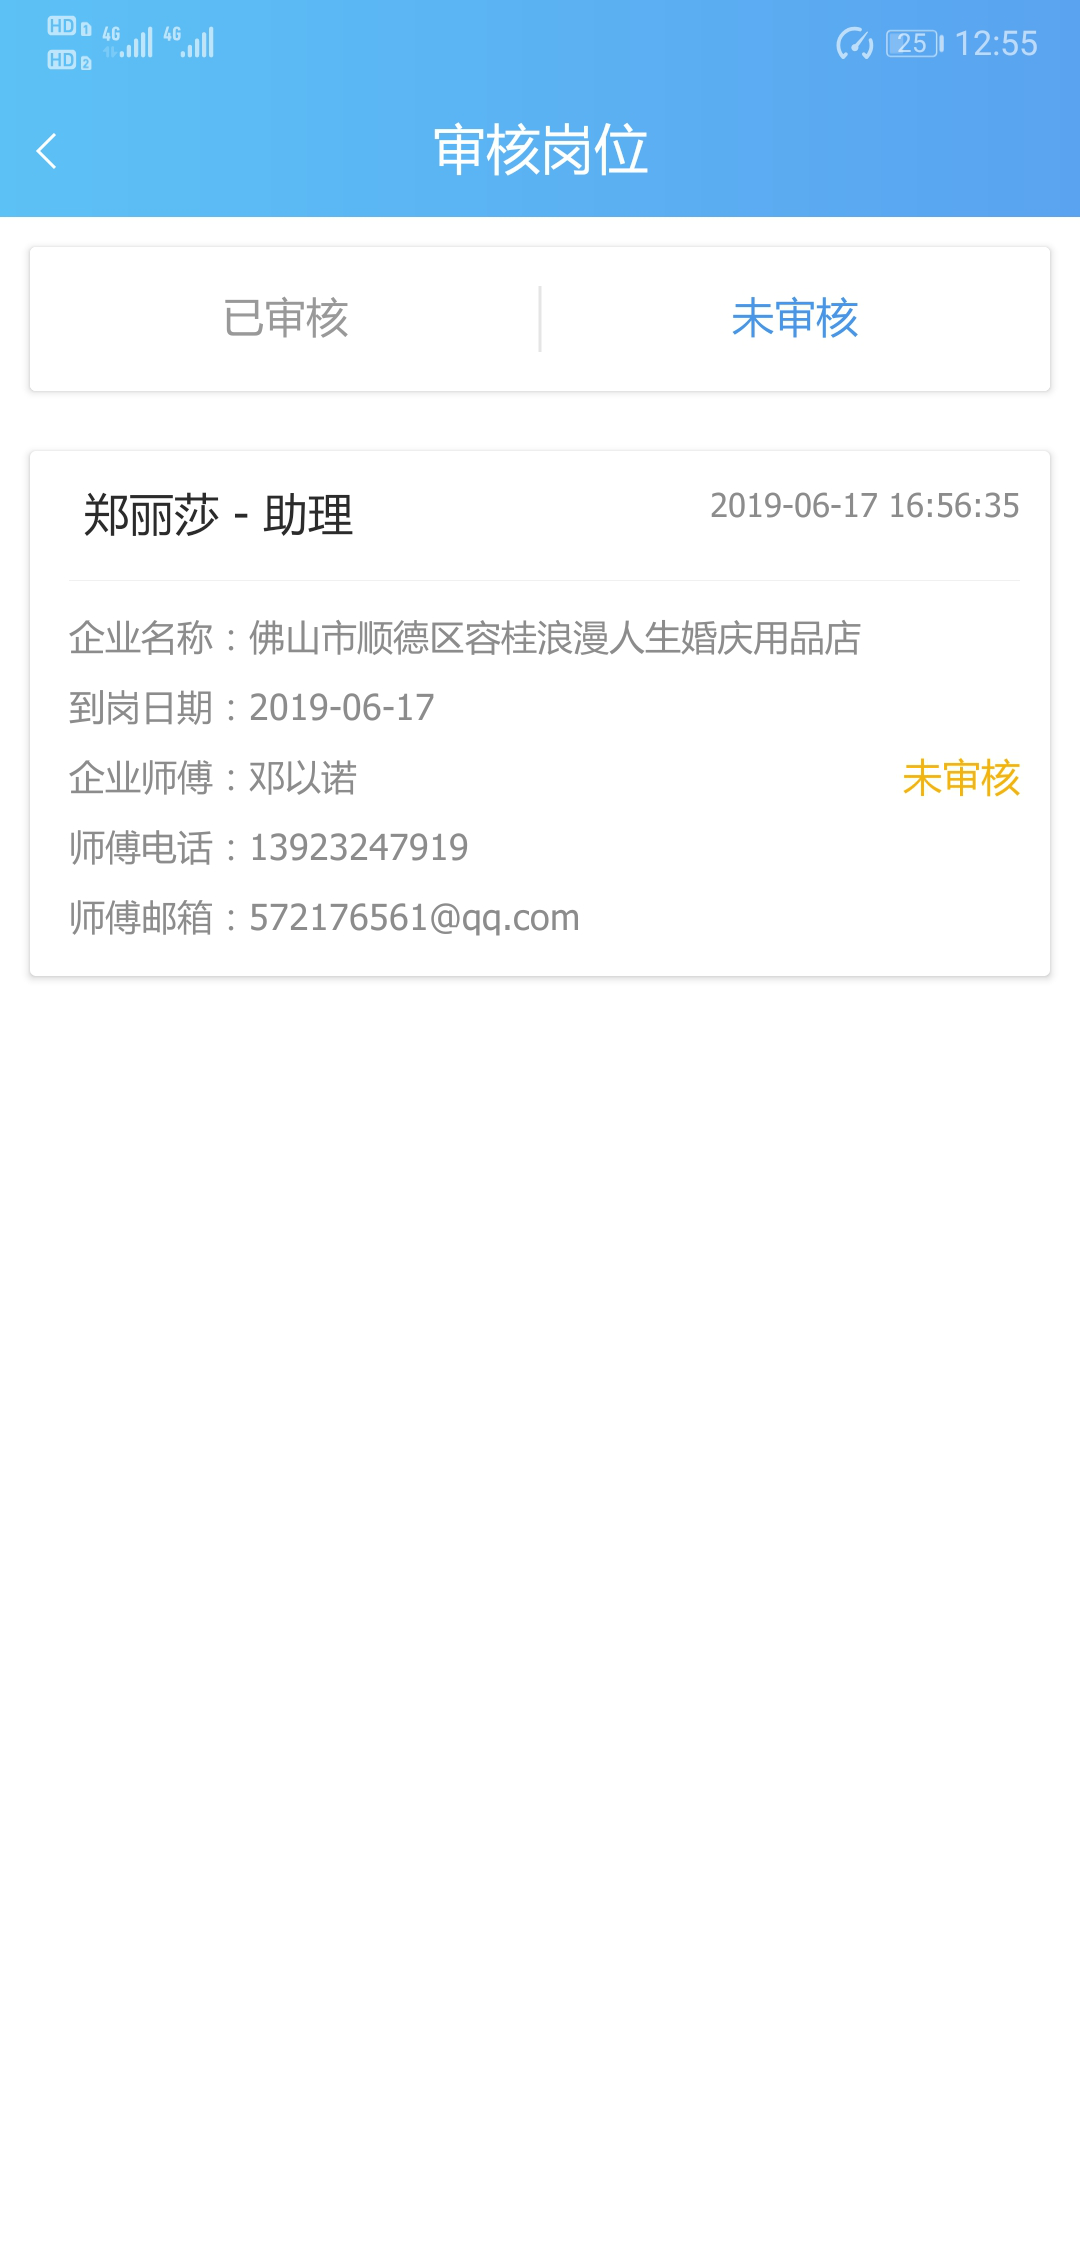 HD 1 4G 4G 25 12:55
HD 2
审核岗位
已审核 未审核
郑丽莎 - 助理 2019-06-17 16:56:35
企业名称：佛山市顺德区容桂浪漫人生婚庆用品店
到岗日期：2019-06-17
企业师傅：邓以诺 未审核
师傅电话：13923247919
师傅邮箱：572176561@qq.com